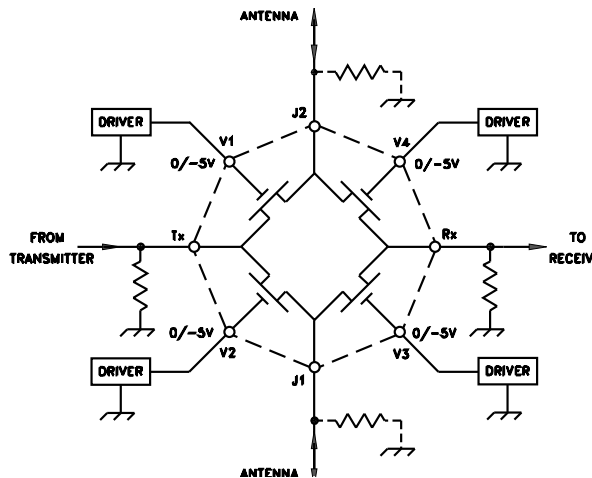 ANTENNA
J2
DRIVER
DRIVER
V1
V4
0/-5V
0/-5V
FROM
TRANSMITTER
Tx
Rx
TO
RECEIV
0/-5V
0/-5V
V2
V3
J1
DRIVER
DRIVER
ANTENNA